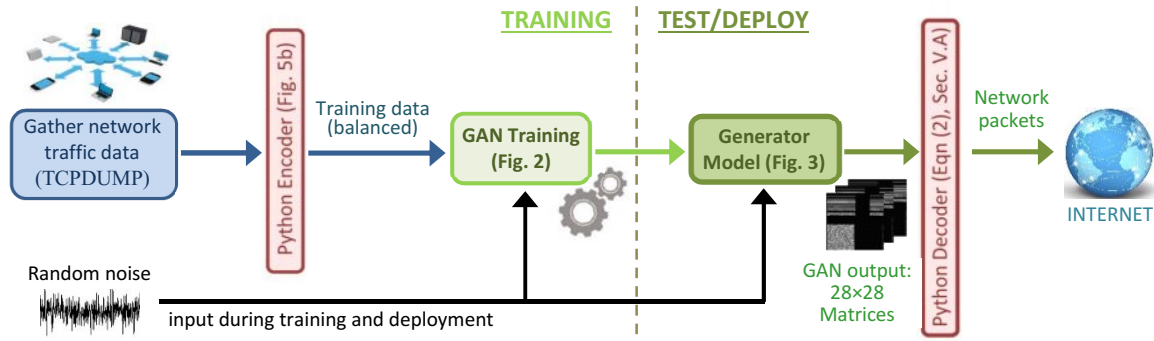 TRAINING
TEST/DEPLOY
Gather network
traffic data
(TCPDUMP)
Python Encoder (Fig. 5b)
Training data
(balanced)
GAN Training
(Fig. 2)
Generator
Model (Fig. 3)
GAN output:
28×28
Matrices
Python Decoder (Eqn (2), Sec. V.A)
Network
packets
INTERNET
Random noise
input during training and deployment